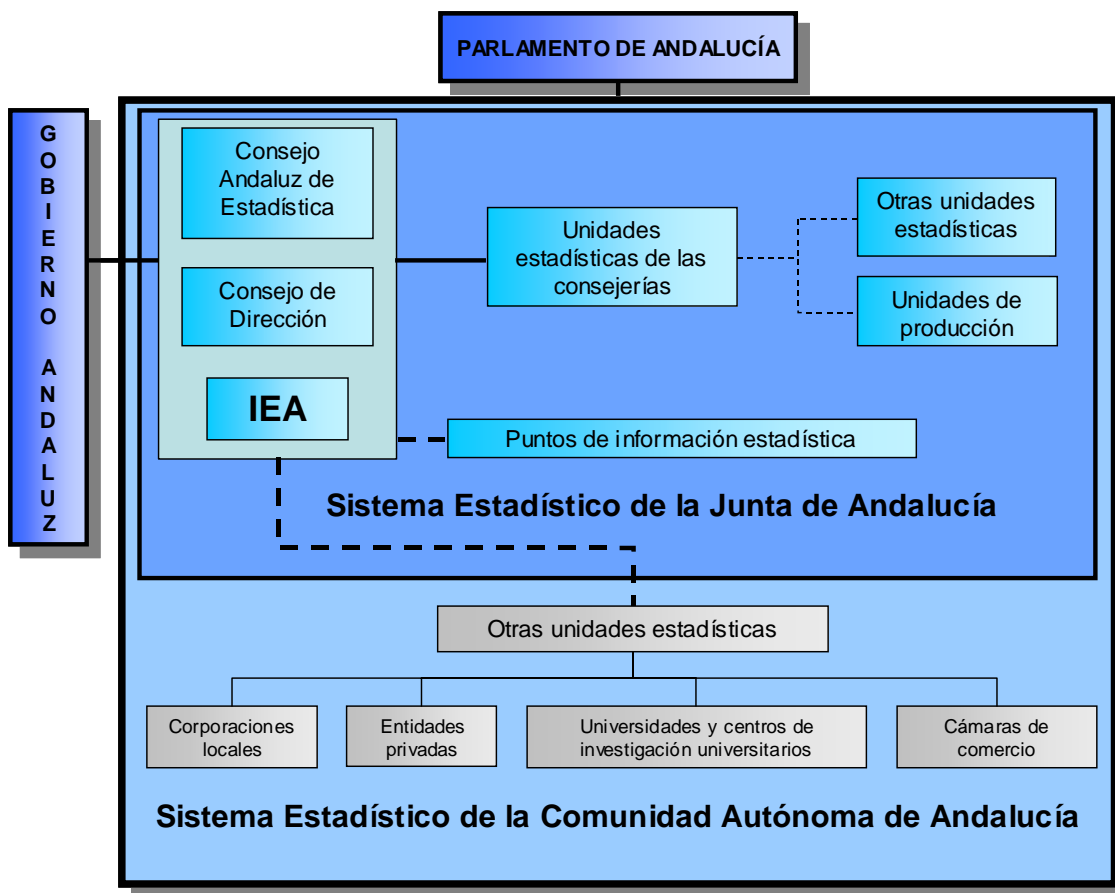 PARLAMENTO DE ANDALUCÍA
GOBIERNO ANDALUZ
Consejo
Andaluz de
Estadística
Consejo de
Dirección
IEA
Unidades
estadísticas de las
consejerías
Otras unidades
estadísticas
Unidades de
producción
Puntos de información estadística
Sistema Estadístico de la Junta de Andalucía
Otras unidades estadísticas
Corporaciones
locales
Entidades
privadas
Universidades y centros de
investigación universitarios
Cámaras de
comercio
Sistema Estadístico de la Comunidad Autónoma de Andalucía